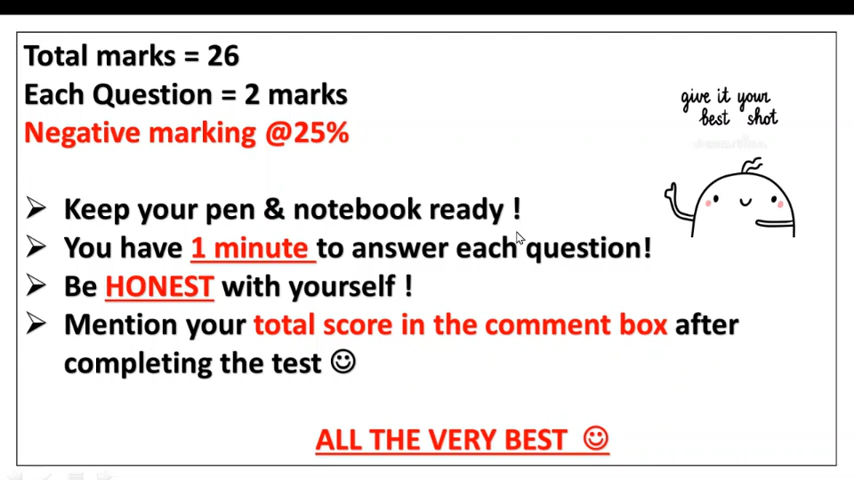 Total marks = 26
Each Question = 2 marks
Negative marking @25%
give it your
best shot
➢ Keep your pen & notebook ready !
➢ You have 1 minute to answer each question!
➢ Be HONEST with yourself !
➢ Mention your total score in the comment box after
completing the test ☺
ALL THE VERY BEST ☺